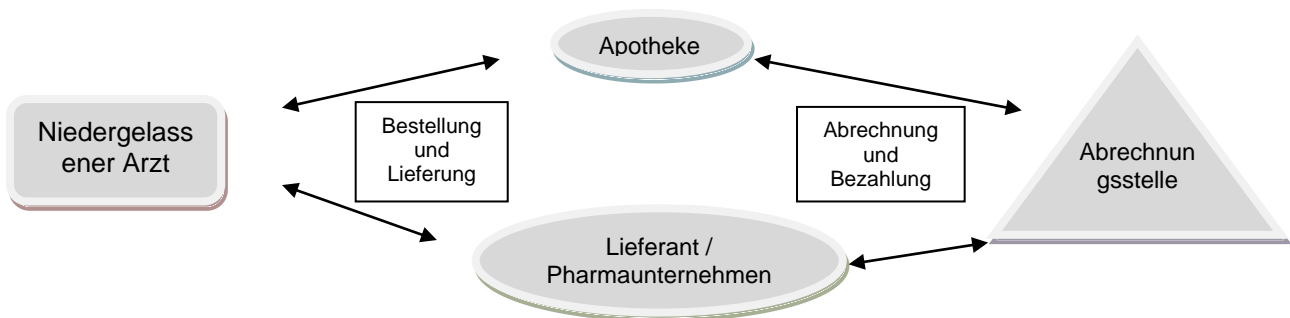 Apotheke
Niedergelass
ener Arzt
Bestellung
und
Lieferung
Abrechnung
und
Bezahlung
Abrechnun
gsstelle
Lieferant /
Pharmaunternehmen